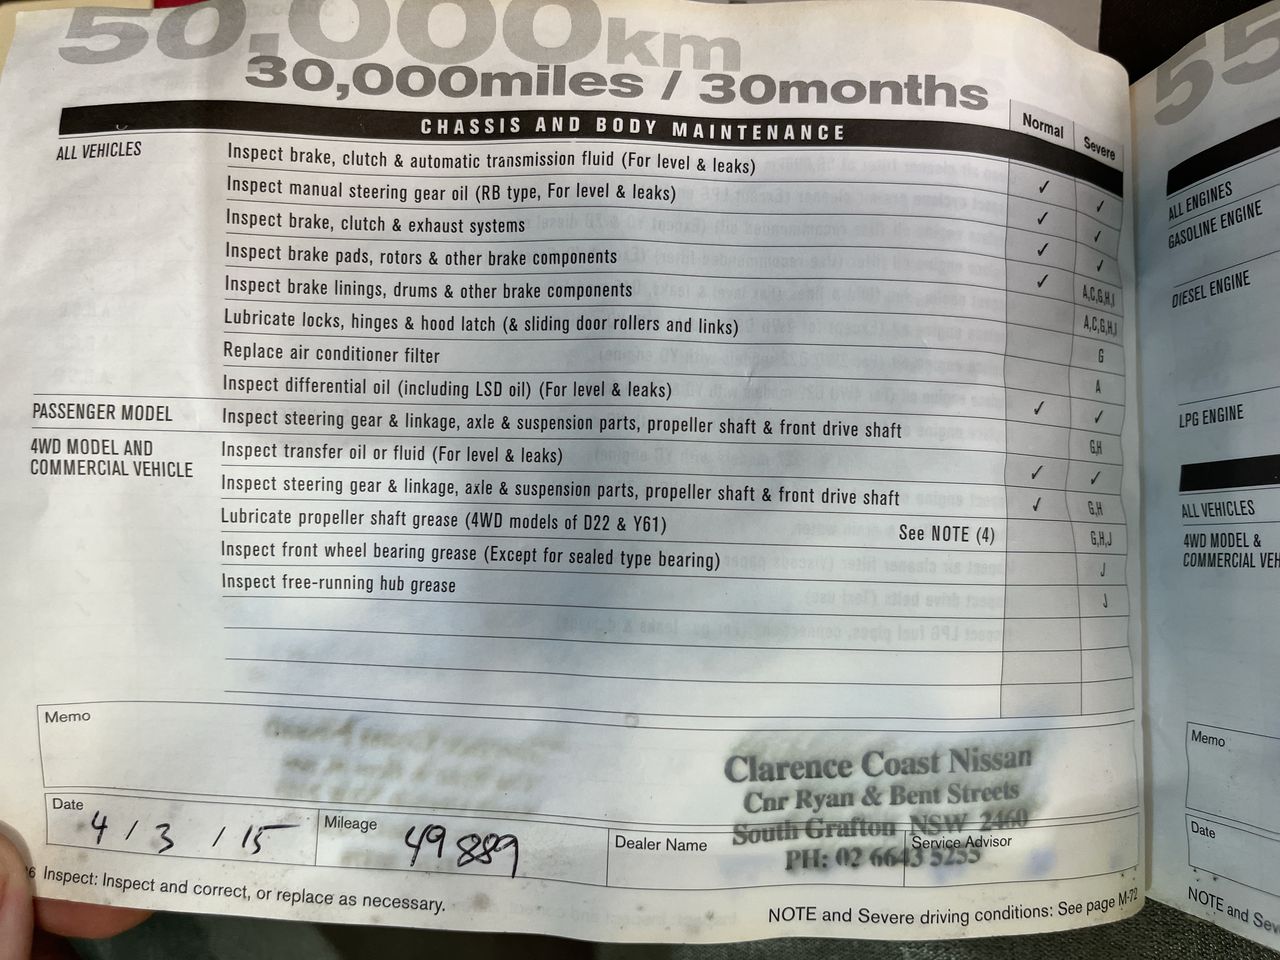 50,000km
30,000miles / 30months
CHASSIS AND BODY MAINTENANCE
Normal Severe
ALL VEHICLES
Inspect brake, clutch & automatic transmission fluid (For level & leaks) ✓ ✓
Inspect manual steering gear oil (RB type, For level & leaks) ✓ ✓
Inspect brake, clutch & exhaust systems ✓ ✓
Inspect brake pads, rotors & other brake components ✓ A,C,G,H,I
Inspect brake linings, drums & other brake components A,C,G,H,I
Lubricate locks, hinges & hood latch (& sliding door rollers and links) G
Replace air conditioner filter A
Inspect differential oil (including LSD oil) (For level & leaks) ✓ ✓
PASSENGER MODEL
Inspect steering gear & linkage, axle & suspension parts, propeller shaft & front drive shaft G,H
4WD MODEL AND
COMMERCIAL VEHICLE
Inspect transfer oil or fluid (For level & leaks) ✓ ✓
Inspect steering gear & linkage, axle & suspension parts, propeller shaft & front drive shaft ✓ G,H
Lubricate propeller shaft grease (4WD models of D22 & Y61) See NOTE (4) G,H,J
Inspect front wheel bearing grease (Except for sealed type bearing) J
Inspect free-running hub grease J
Memo
Clarence Coast Nissan
Cnr Ryan & Bent Streets
South Grafton NSW 2460
PH: 02 6643 5255
Date 4 / 3 / 15
Mileage 49889
Dealer Name
Service Advisor
Inspect: Inspect and correct, or replace as necessary.
NOTE and Severe driving conditions: See page M-72
55
ALL ENGINES
GASOLINE ENGINE
DIESEL ENGINE
LPG ENGINE
ALL VEHICLES
4WD MODEL &
COMMERCIAL VEH
Memo
Date
NOTE and Sev